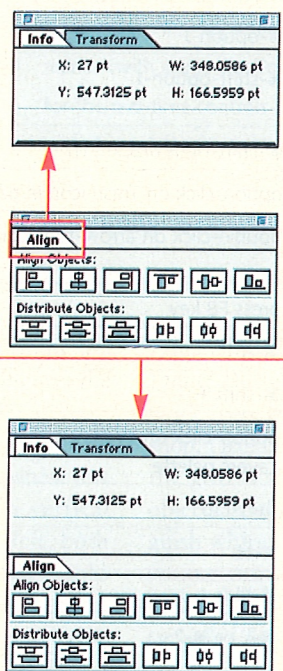 Info Transform
X: 27 pt W: 348.0586 pt
Y: 547.3125 pt H: 166.5959 pt
Align
Align Objects:
Distribute Objects:
Info Transform
X: 27 pt W: 348.0586 pt
Y: 547.3125 pt H: 166.5959 pt
Align
Align Objects:
Distribute Objects: